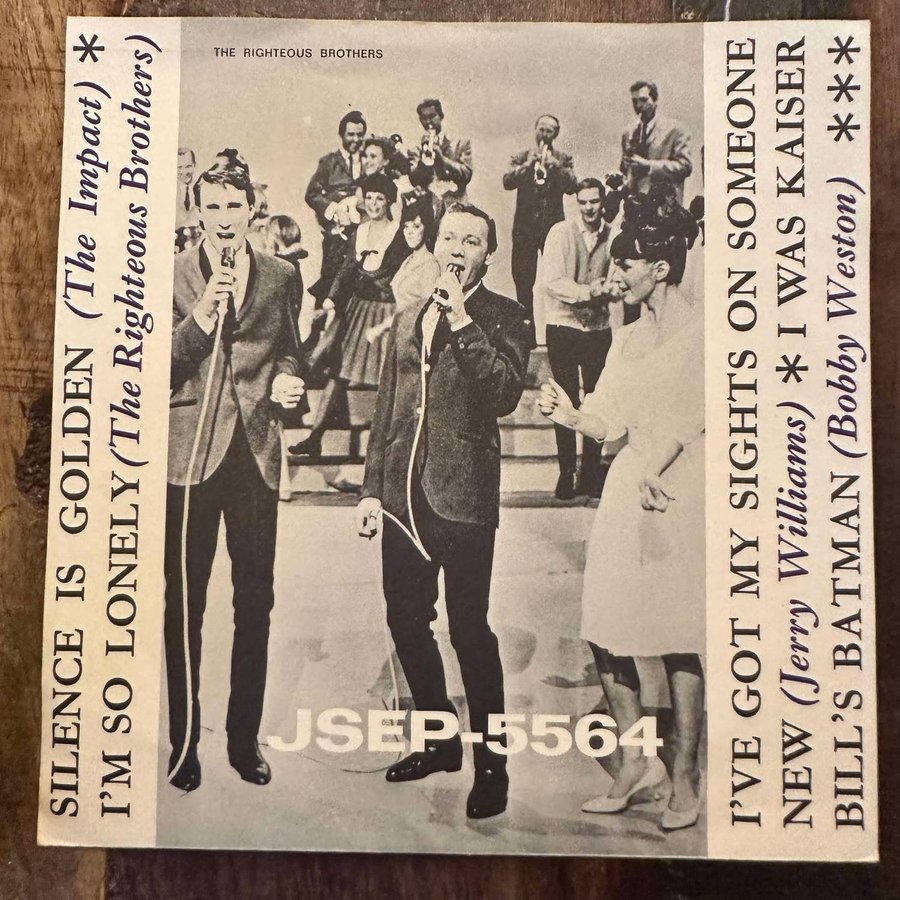 THE RIGHTEOUS BROTHERS
SILENCE IS GOLDEN (The Impact) *
I'M SO LONELY (The Righteous Brothers)
JSEP-5564
I'VE GOT MY SIGHTS ON SOMEONE
NEW (Jerry Williams) * I WAS KAISER
BILL'S BATMAN (Bobby Weston) ***